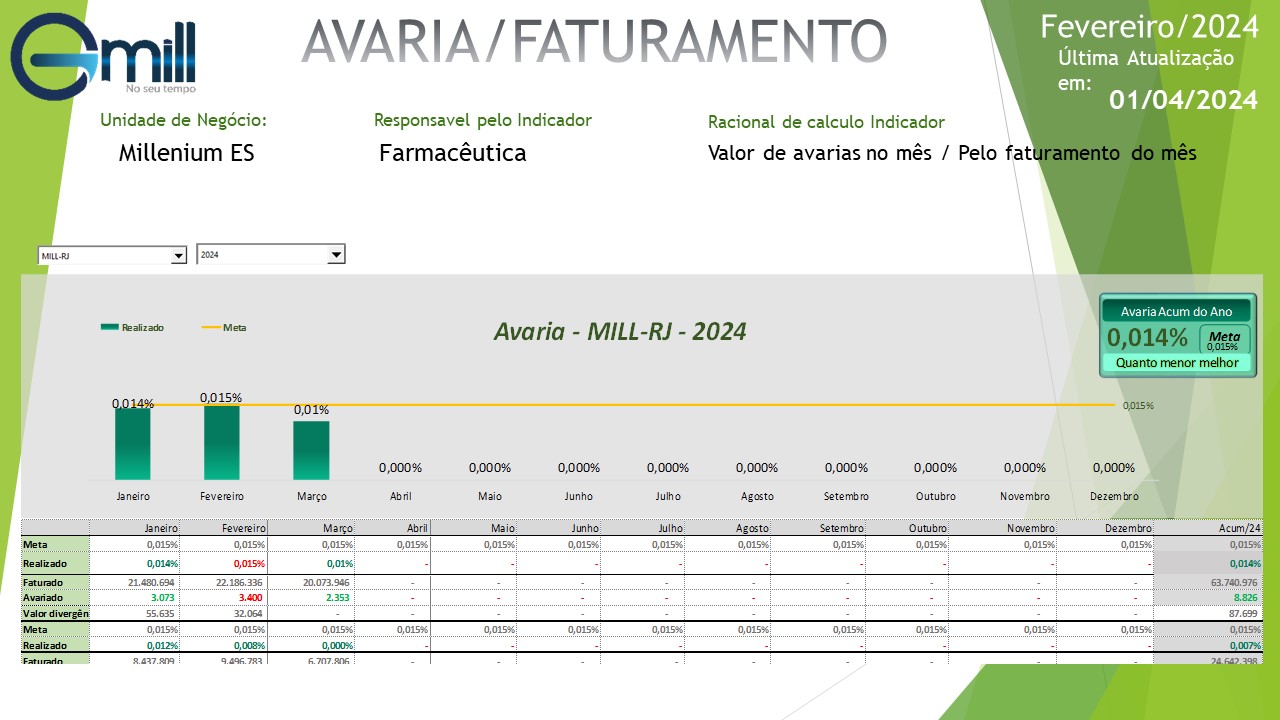 Gmill
No seu tempo
AVARIA/FATURAMENTO
Fevereiro/2024
Última Atualização
em: 01/04/2024
Unidade de Negócio:
Millenium ES
Responsavel pelo Indicador
Farmacêutica
Racional de calculo Indicador
Valor de avarias no mês / Pelo faturamento do mês
MILL-RJ 2024
Realizado Meta
Avaria - MILL-RJ - 2024
Avaria Acum do Ano
0,014% Meta
0,015%
Quanto menor melhor
0,014% 0,015% 0,01% 0,000% 0,000% 0,000% 0,000% 0,000% 0,000% 0,000% 0,000% 0,000%
0,015%
Janeiro Fevereiro Março Abril Maio Junho Julho Agosto Setembro Outubro Novembro Dezembro
Janeiro Fevereiro Março Abril Maio Junho Julho Agosto Setembro Outubro Novembro Dezembro Acum/24
Meta 0,015% 0,015% 0,015% 0,015% 0,015% 0,015% 0,015% 0,015% 0,015% 0,015% 0,015% 0,015% 0,015%
Realizado 0,014% 0,015% 0,01% - - - - - - - - - 0,014%
Faturado 21.480.694 22.186.336 20.073.946 - - - - - - - - - 63.740.976
Avariado 3.073 3.400 2.353 - - - - - - - - - 8.826
Valor divergên 55.635 32.064 - - - - - - - - - - 87.699
Meta 0,015% 0,015% 0,015% 0,015% 0,015% 0,015% 0,015% 0,015% 0,015% 0,015% 0,015% 0,015% 0,015%
Realizado 0,012% 0,008% 0,000% - - - - - - - - - 0,007%
Faturado 8.437.809 9.496.783 6.707.806 - - - - - - - - - 24.642.398